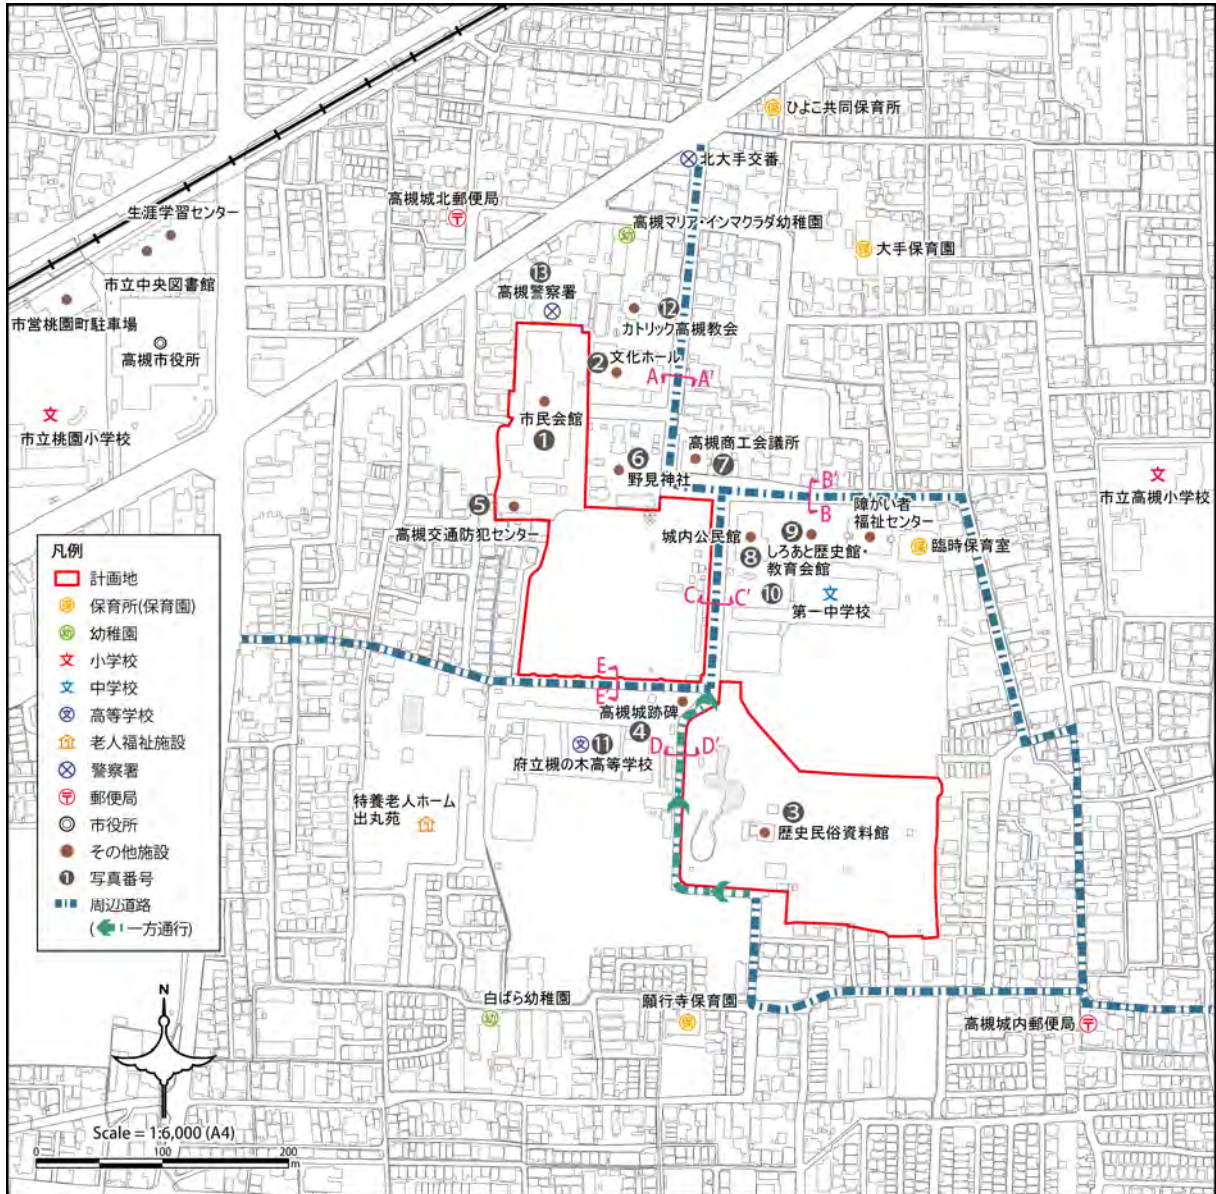 ひよこ共同保育所
北大手交番
高槻城北郵便局
生涯学習センター
高槻マリア・インマクラダ幼稚園
大手保育園
市立中央図書館
⓭
高槻警察署
市営桃園町駐車場
⓬
カトリック高槻教会
高槻市役所
❷
文化ホール
A A'
市民会館
❶
市立桃園小学校
高槻商工会議所
❻
❼
野見神社
B'
B
市立高槻小学校
❺
高槻交通防犯センター
障がい者
福祉センター
城内公民館
❾
❽
しろあと歴史館・
教育会館
臨時保育室
C C'
❿
文
第一中学校
E
E'
高槻城跡碑
❹
⓫
府立槻の木高等学校
D D'
特養老人ホーム
出丸苑
❸
歴史民俗資料館
凡例
計画地
保 保育所(保育園)
幼 幼稚園
文 小学校
文 中学校
文 高等学校
老人福祉施設
警察署
〒 郵便局
市役所
その他施設
❶ 写真番号
周辺道路
( 一方通行)
白ばら幼稚園
願行寺保育園
高槻城内郵便局
N
Scale = 1:6,000 (A4)
0 100 200
m